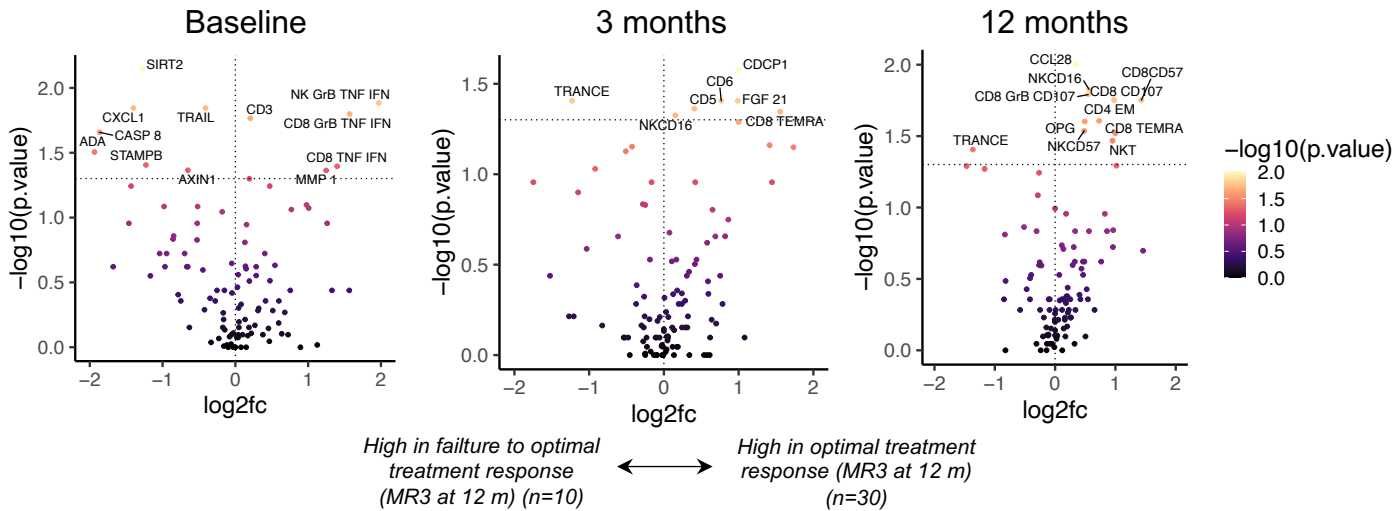 Baseline
3 months
12 months
−log10(p.value)
2.0
1.5
1.0
0.5
0.0
SIRT2
CXCL1
TRAIL
CD3
NK GrB TNF IFN
CD8 GrB TNF IFN
CASP 8
ADA
STAMPB
AXIN1
CD8 TNF IFN
MMP 1
−2
−1
0
1
2
log2fc
−log10(p.value)
1.5
1.0
0.5
0.0
CDCP1
CD6
TRANCE
CD5
FGF 21
NKCD16
CD8 TEMRA
−2
−1
0
1
2
log2fc
−log10(p.value)
2.0
1.5
1.0
0.5
0.0
CCL28
NKCD16
CD8CD57
CD8 GrB CD107
CD8 CD107
CD4 EM
OPG
CD8 TEMRA
TRANCE
NKCD57
NKT
−2
−1
0
1
2
log2fc
−log10(p.value)
2.0
1.5
1.0
0.5
0.0
High in failture to optimal
treatment response
(MR3 at 12 m) (n=10)
High in optimal treatment
response (MR3 at 12 m)
(n=30)